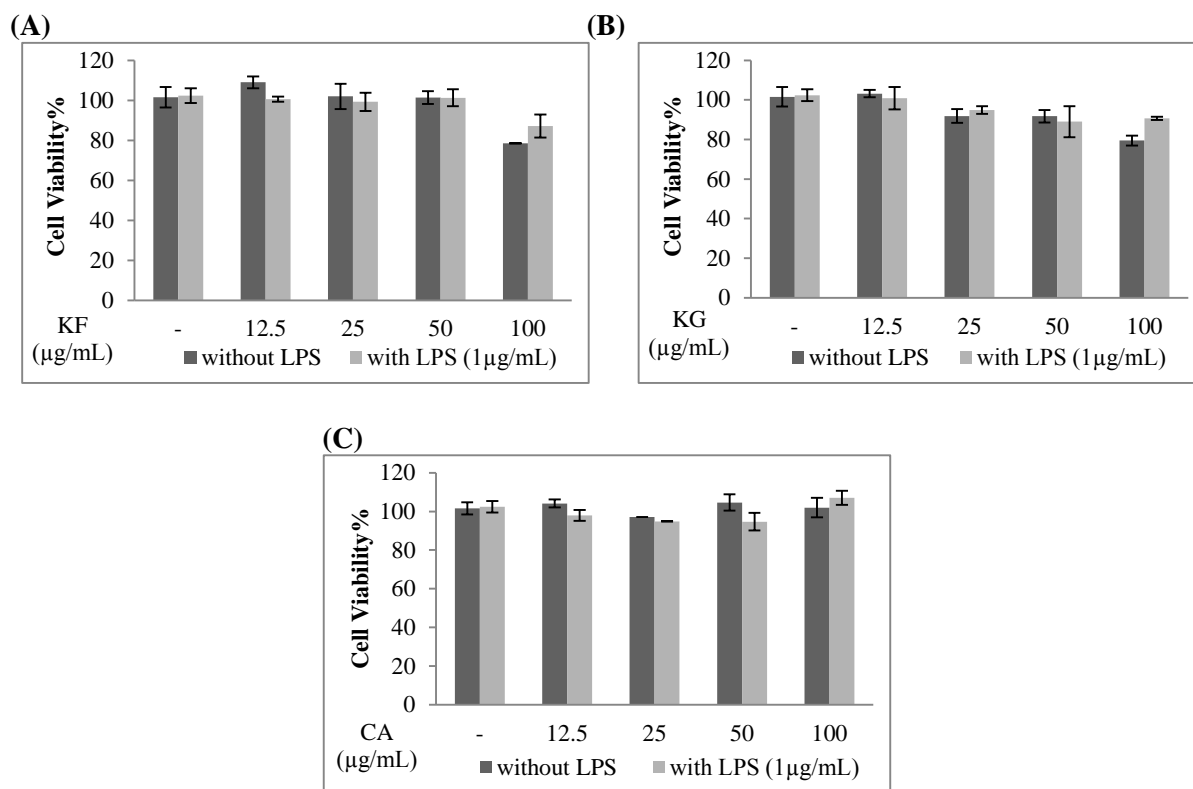 (A)
Cell Viability%
120
100
80
60
40
20
0
KF
(µg/mL)
- 12.5 25 50 100
without LPS with LPS (1µg/mL)
(B)
Cell Viability%
120
100
80
60
40
20
0
KG
(µg/mL)
- 12.5 25 50 100
without LPS with LPS (1µg/mL)
(C)
Cell Viability%
120
100
80
60
40
20
0
CA
(µg/mL)
- 12.5 25 50 100
without LPS with LPS (1µg/mL)